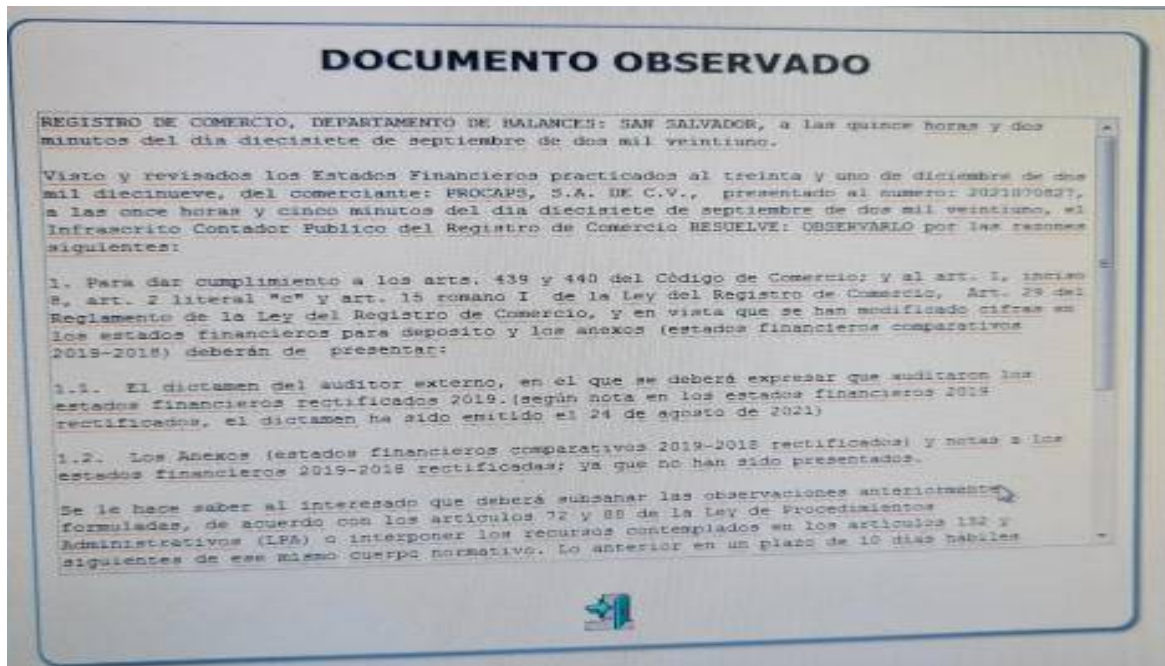 DOCUMENTO OBSERVADO
REGISTRO DE COMERCIO, DEPARTAMENTO DE BALANCES: SAN SALVADOR, a las quince horas y dos
minutos del dia diecisiete de septiembre de dos mil veintiuno.
Visto y revisados los Estados Financieros practicados al treinta y uno de diciembre de dos
mil diecinueve, del comerciante: PROCAPS, S.A. DE C.V., presentado al numero: 2021070827,
a las once horas y cinco minutos del dia diecisiete de septiembre de dos mil veintiuno, el
Infrascrito Contador Publico del Registro de Comercio RESUELVE: OBSERVARLO por las razones
siguientes:
1. Para dar cumplimiento a los arts. 439 y 440 del Código de Comercio; y al art. 1, inciso
8, art. 2 literal "c" y art. 15 romano I de la Ley del Registro de Comercio, Art. 29 del
Reglamento de la Ley del Registro de Comercio, y en vista que se han modificado cifras en
los estados financieros para deposito y los anexos (estados financieros comparativos
2019-2018) deberán de presentar:
1.1. El dictamen del auditor externo, en el que se deberá expresar que auditaron los
estados financieros rectificados 2019.(según nota en los estados financieros 2019
rectificados, el dictamen ha sido emitido el 24 de agosto de 2021)
1.2. Los Anexos (estados financieros comparativos 2019-2018 rectificados) y notas a los
estados financieros 2019-2018 rectificadas; ya que no han sido presentados.
Se le hace saber al interesado que deberá subsanar las observaciones anteriormente
formuladas, de acuerdo con los artículos 72 y 88 de la Ley de Procedimientos
Administrativos (LPA) o interponer los recursos contemplados en los artículos 132 y
siguientes de ese mismo cuerpo normativo. Lo anterior en un plazo de 10 dias hábiles